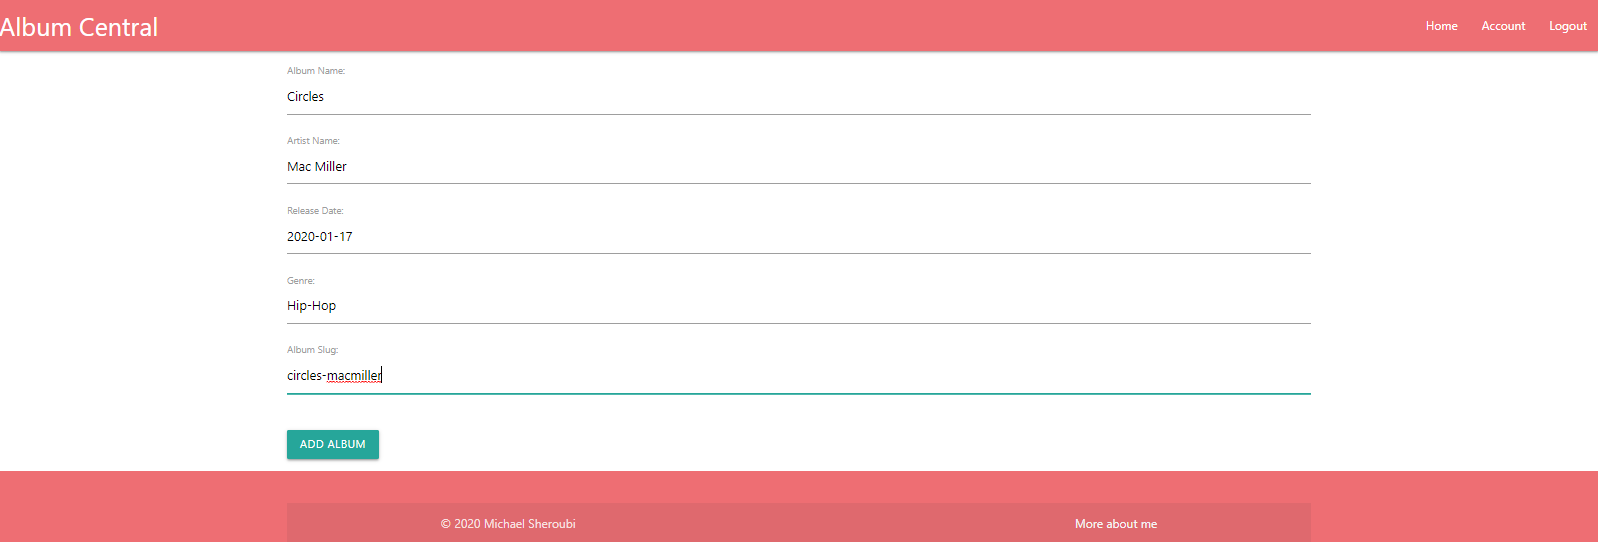 Album Central
Home Account Logout
Album Name:
Circles
Artist Name:
Mac Miller
Release Date:
2020-01-17
Genre:
Hip-Hop
Album Slug:
circles-macmiller
ADD ALBUM
© 2020 Michael Sheroubi
More about me